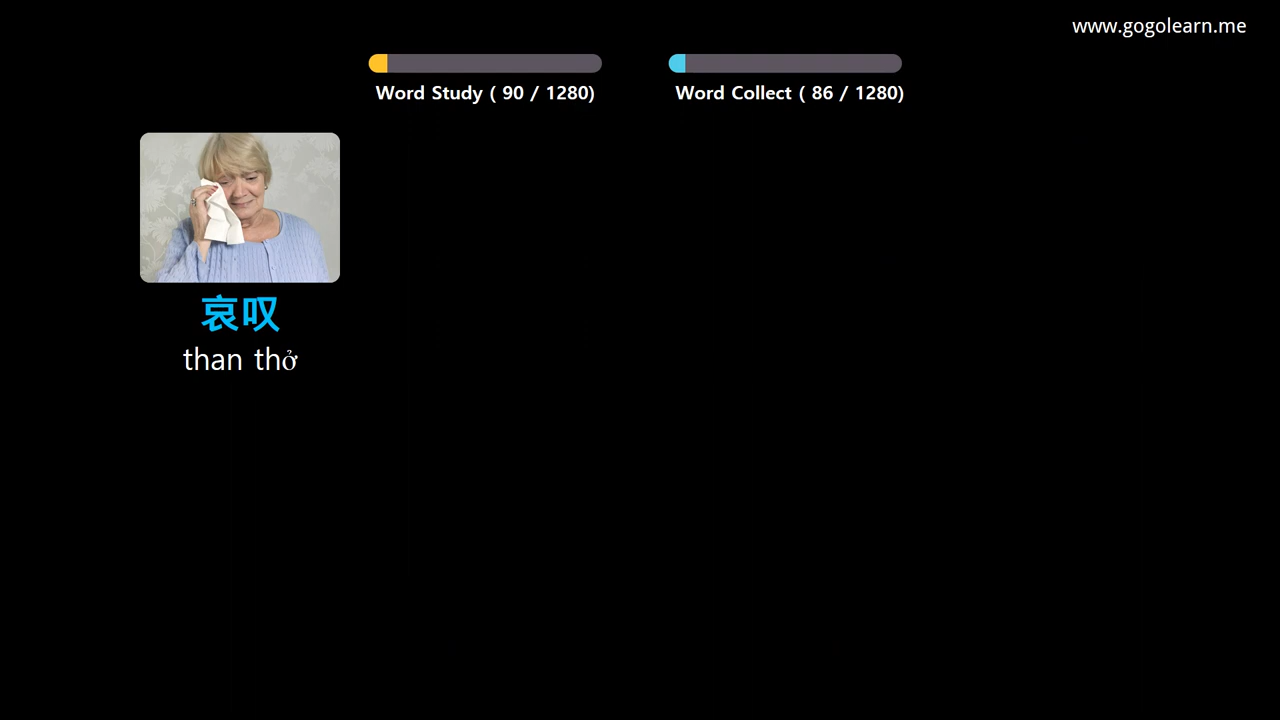 www.gogolearn.me
Word Study ( 90 / 1280)
Word Collect ( 86 / 1280)
哀叹
than thở